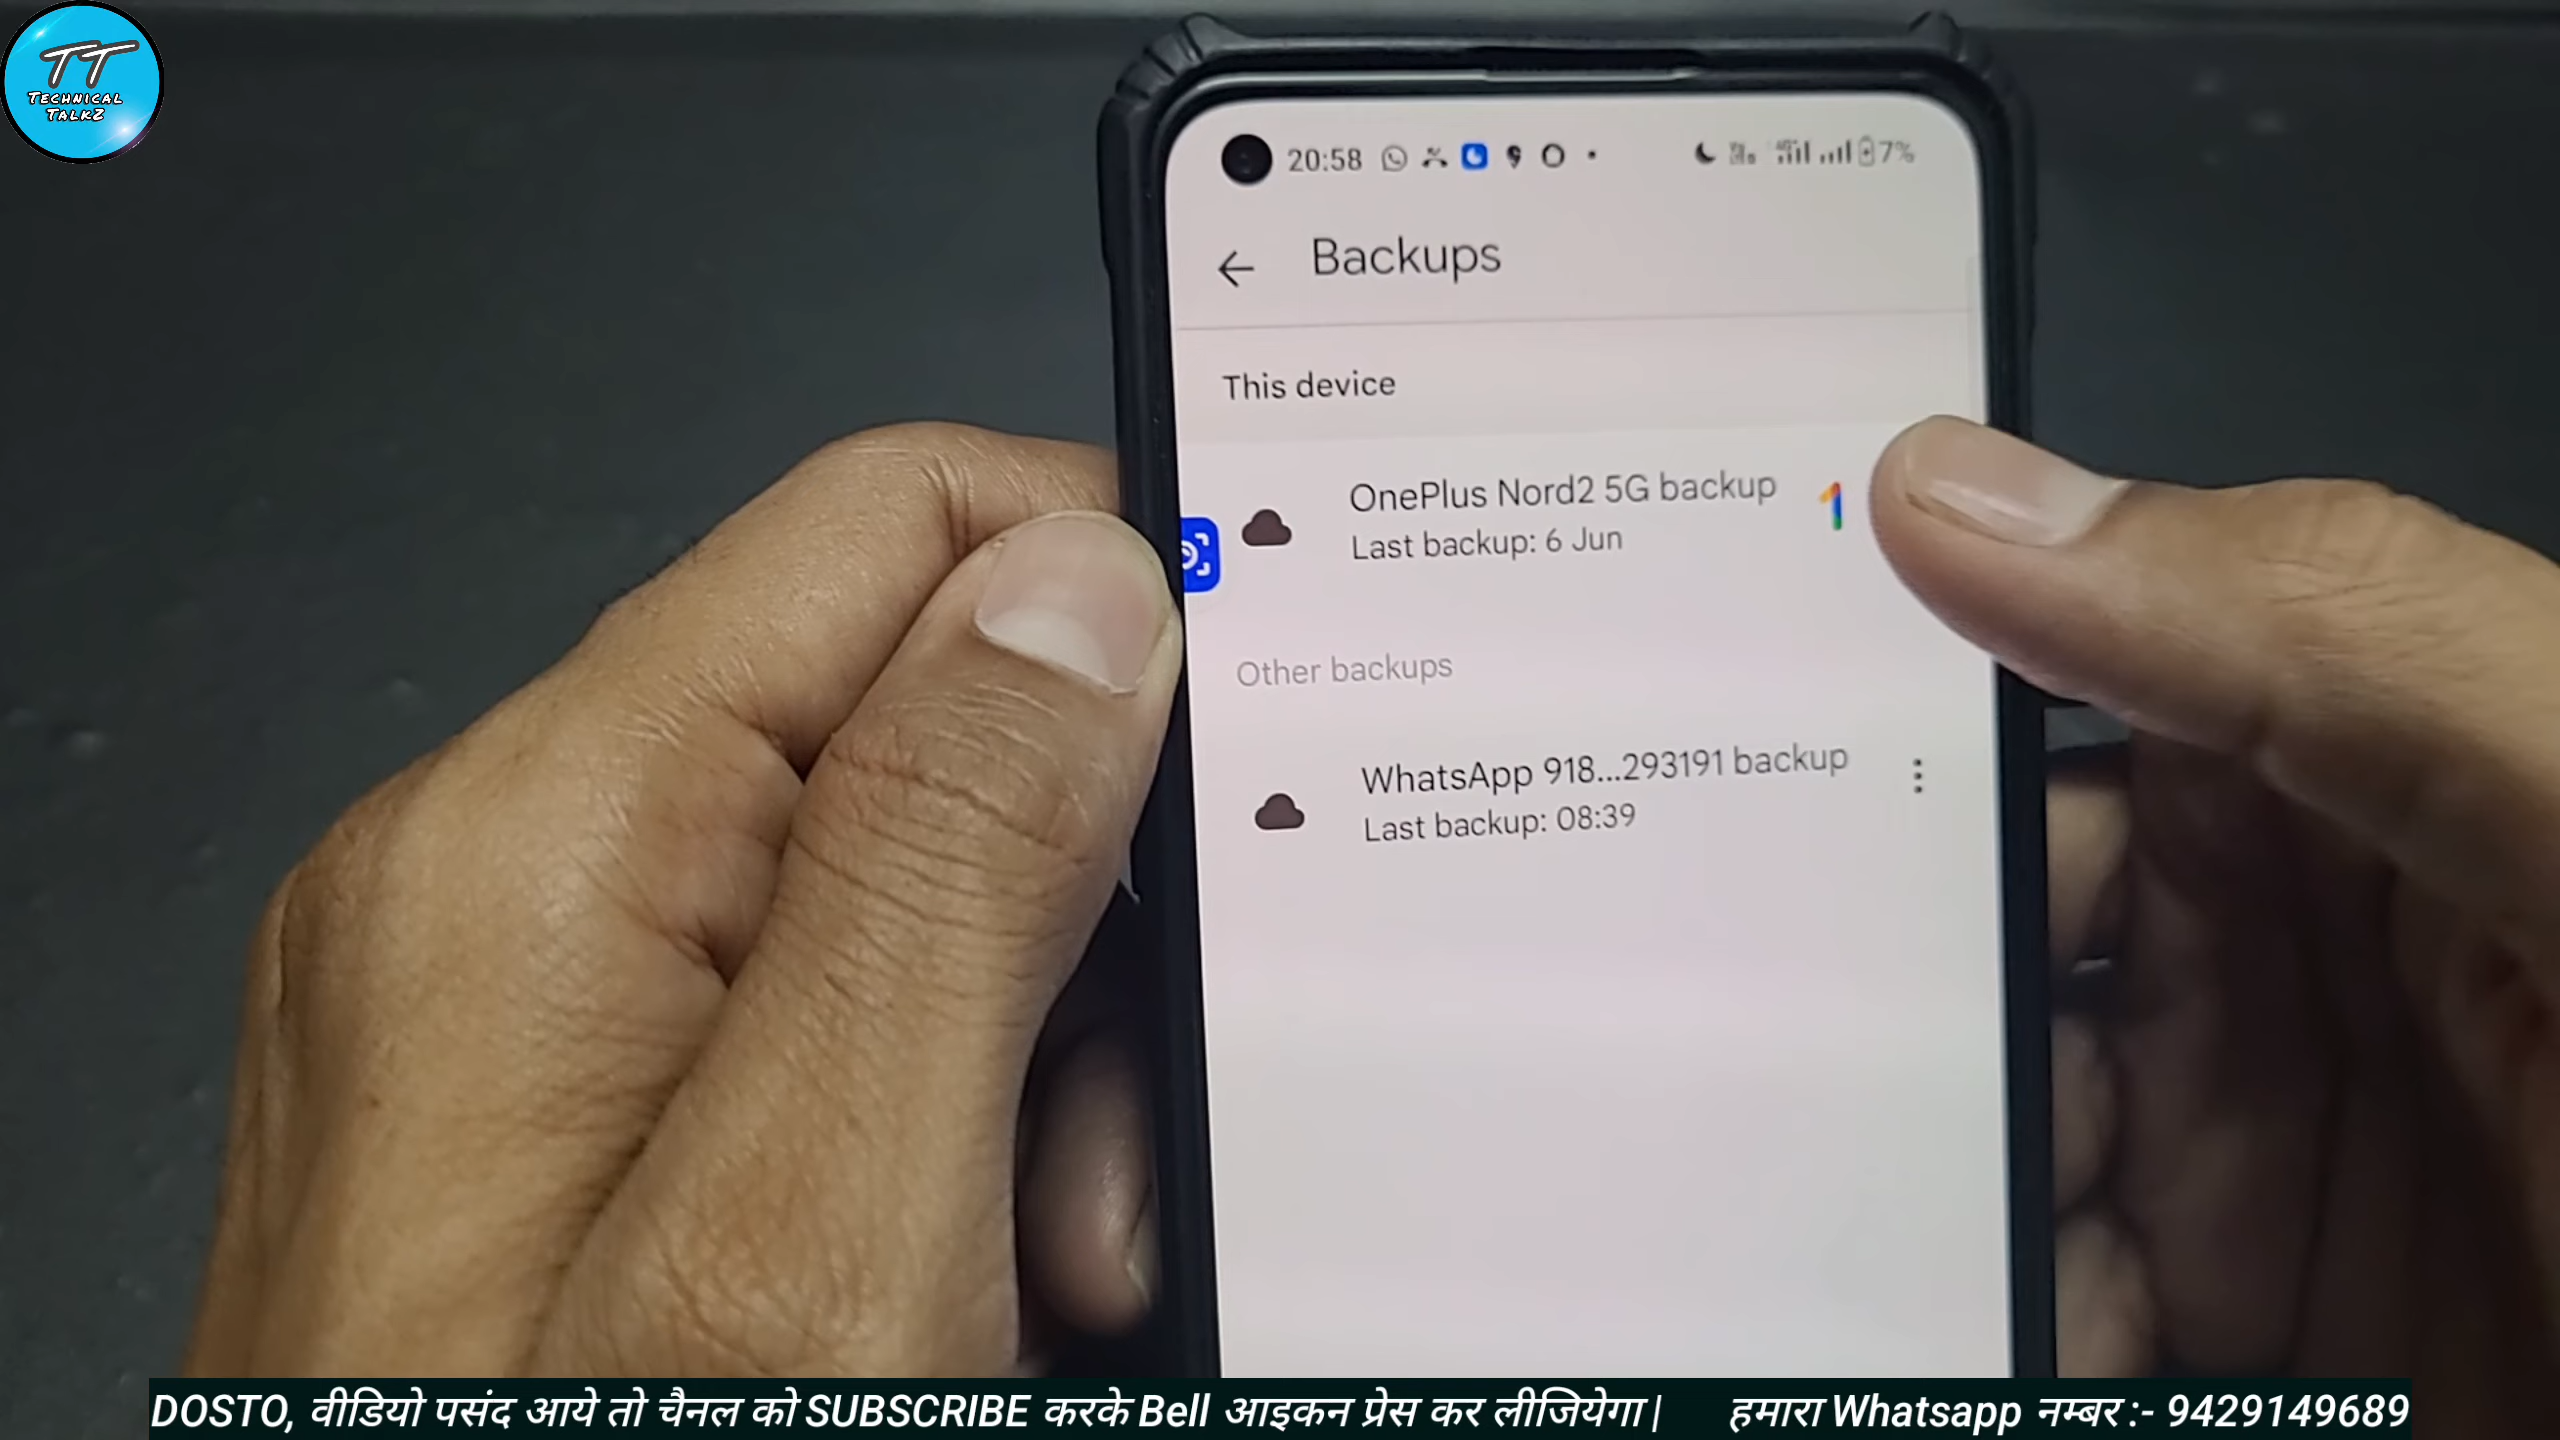 TT
TECHNICAL
TALKZ
20:58
7%
Backups
This device
OnePlus Nord2 5G backup
Last backup: 6 Jun
Other backups
WhatsApp 918...293191 backup
Last backup: 08:39
DOSTO, वीडियो पसंद आये तो चैनल को SUBSCRIBE करके Bell आइकन प्रेस कर लीजियेगा | हमारा Whatsapp नम्बर :- 9429149689